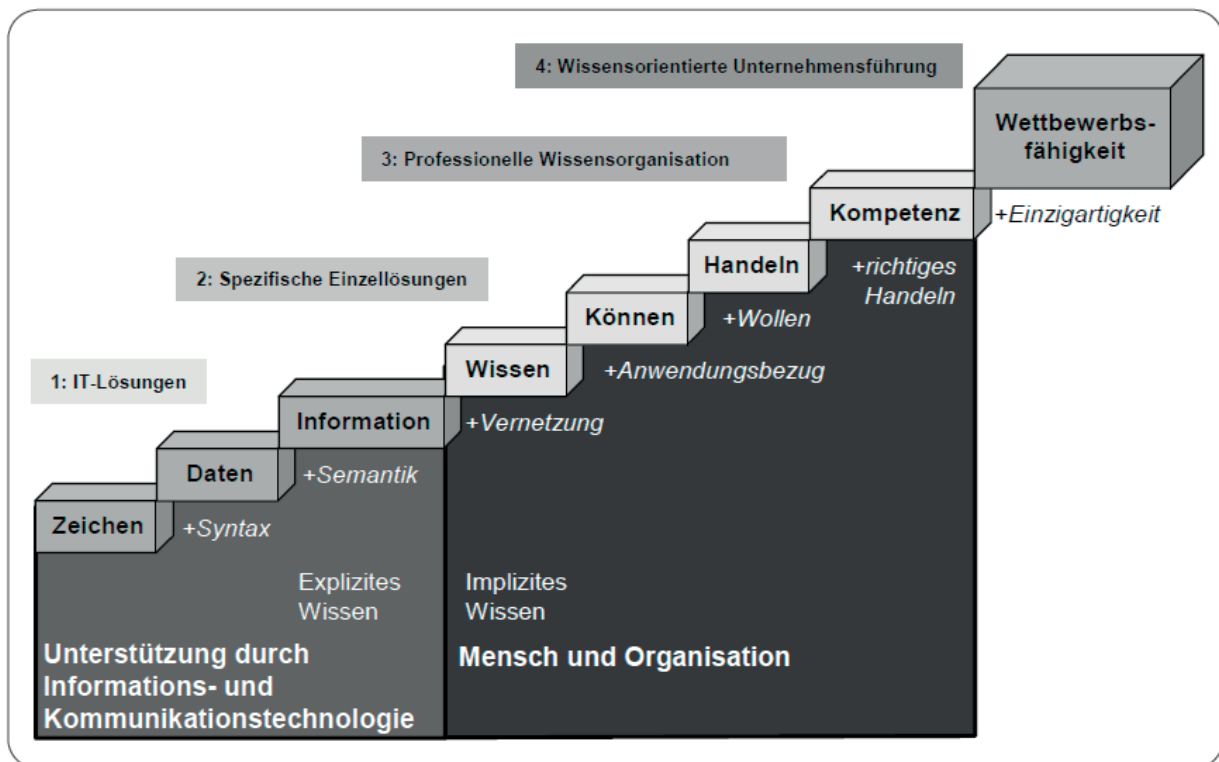 4: Wissensorientierte Unternehmensführung
Wettbewerbs-
fähigkeit
3: Professionelle Wissensorganisation
Kompetenz
+Einzigartigkeit
Handeln
+richtiges
Handeln
2: Spezifische Einzellösungen
Können
+Wollen
Wissen
+Anwendungsbezug
1: IT-Lösungen
Information
+Vernetzung
Daten
+Semantik
Zeichen
+Syntax
Explizites
Wissen
Implizites
Wissen
Unterstützung durch
Informations- und
Kommunikationstechnologie
Mensch und Organisation